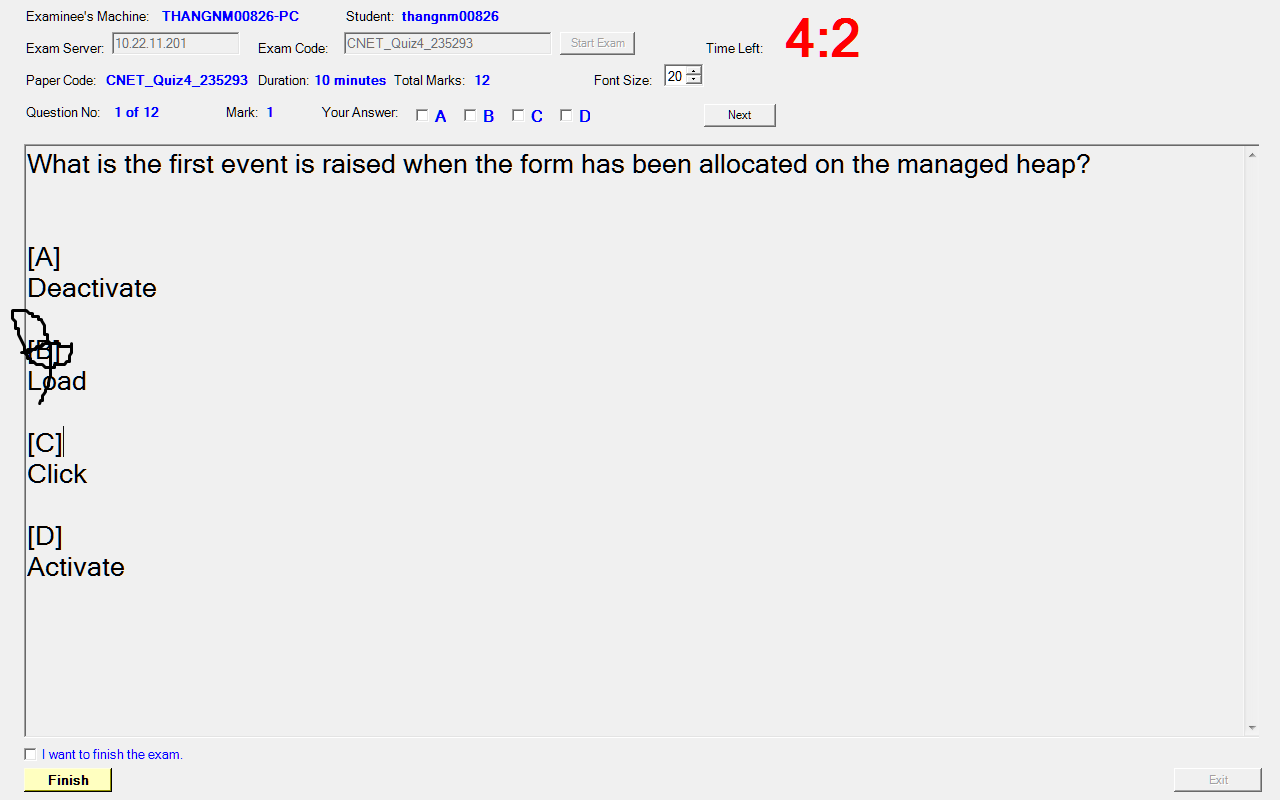 Examinee's Machine: THANGNM00826-PC Student: thangnm00826
Exam Server: 10.22.11.201 Exam Code: CNET_Quiz4_235293 Start Exam Time Left: 4:2
Paper Code: CNET_Quiz4_235293 Duration: 10 minutes Total Marks: 12 Font Size: 20
Question No: 1 of 12 Mark: 1 Your Answer: A B C D Next
What is the first event is raised when the form has been allocated on the managed heap?
[A]
Deactivate
[B]
Load
[C]
Click
[D]
Activate
I want to finish the exam.
Finish Exit